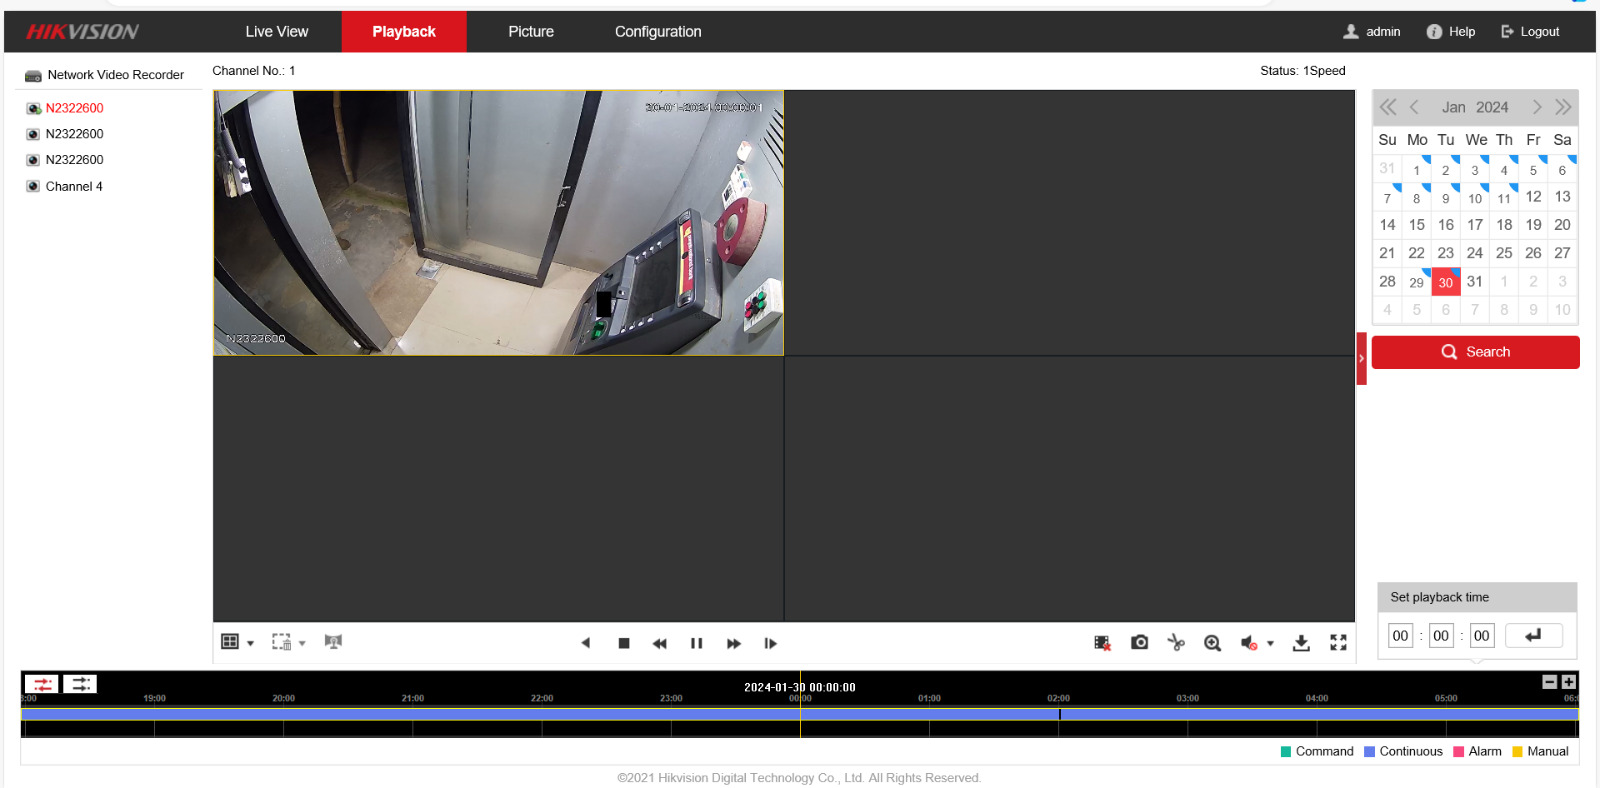 HIKVISION
Live View
Playback
Picture
Configuration
admin
Help
Logout
Network Video Recorder
N2322600
N2322600
N2322600
Channel 4
Channel No.: 1
Status: 1Speed
30-01-2024 00:00:01
N2322600
Jan 2024
Su Mo Tu We Th Fr Sa
31 1 2 3 4 5 6
7 8 9 10 11 12 13
14 15 16 17 18 19 20
21 22 23 24 25 26 27
28 29 30 31 1 2 3
4 5 6 7 8 9 10
Search
Set playback time
00 : 00 : 00
2024-01-30 00:00:00
19:00 20:00 21:00 22:00 23:00 00:00 01:00 02:00 03:00 04:00 05:00
Command Continuous Alarm Manual
©2021 Hikvision Digital Technology Co., Ltd. All Rights Reserved.